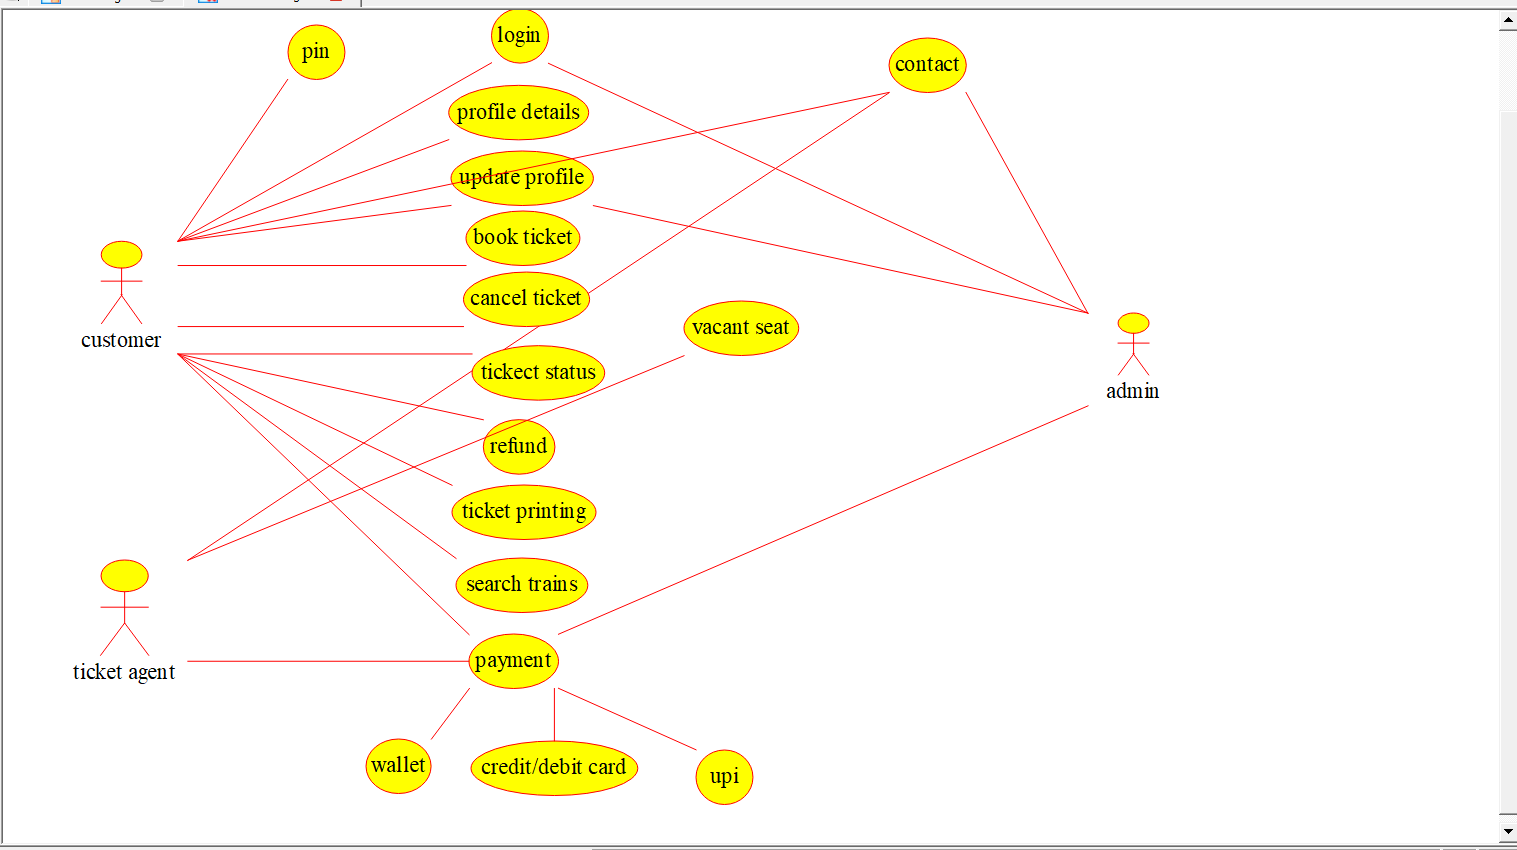 login
pin
contact
profile details
update profile
book ticket
cancel ticket
vacant seat
customer
tickect status
admin
refund
ticket printing
search trains
payment
ticket agent
wallet
credit/debit card
upi